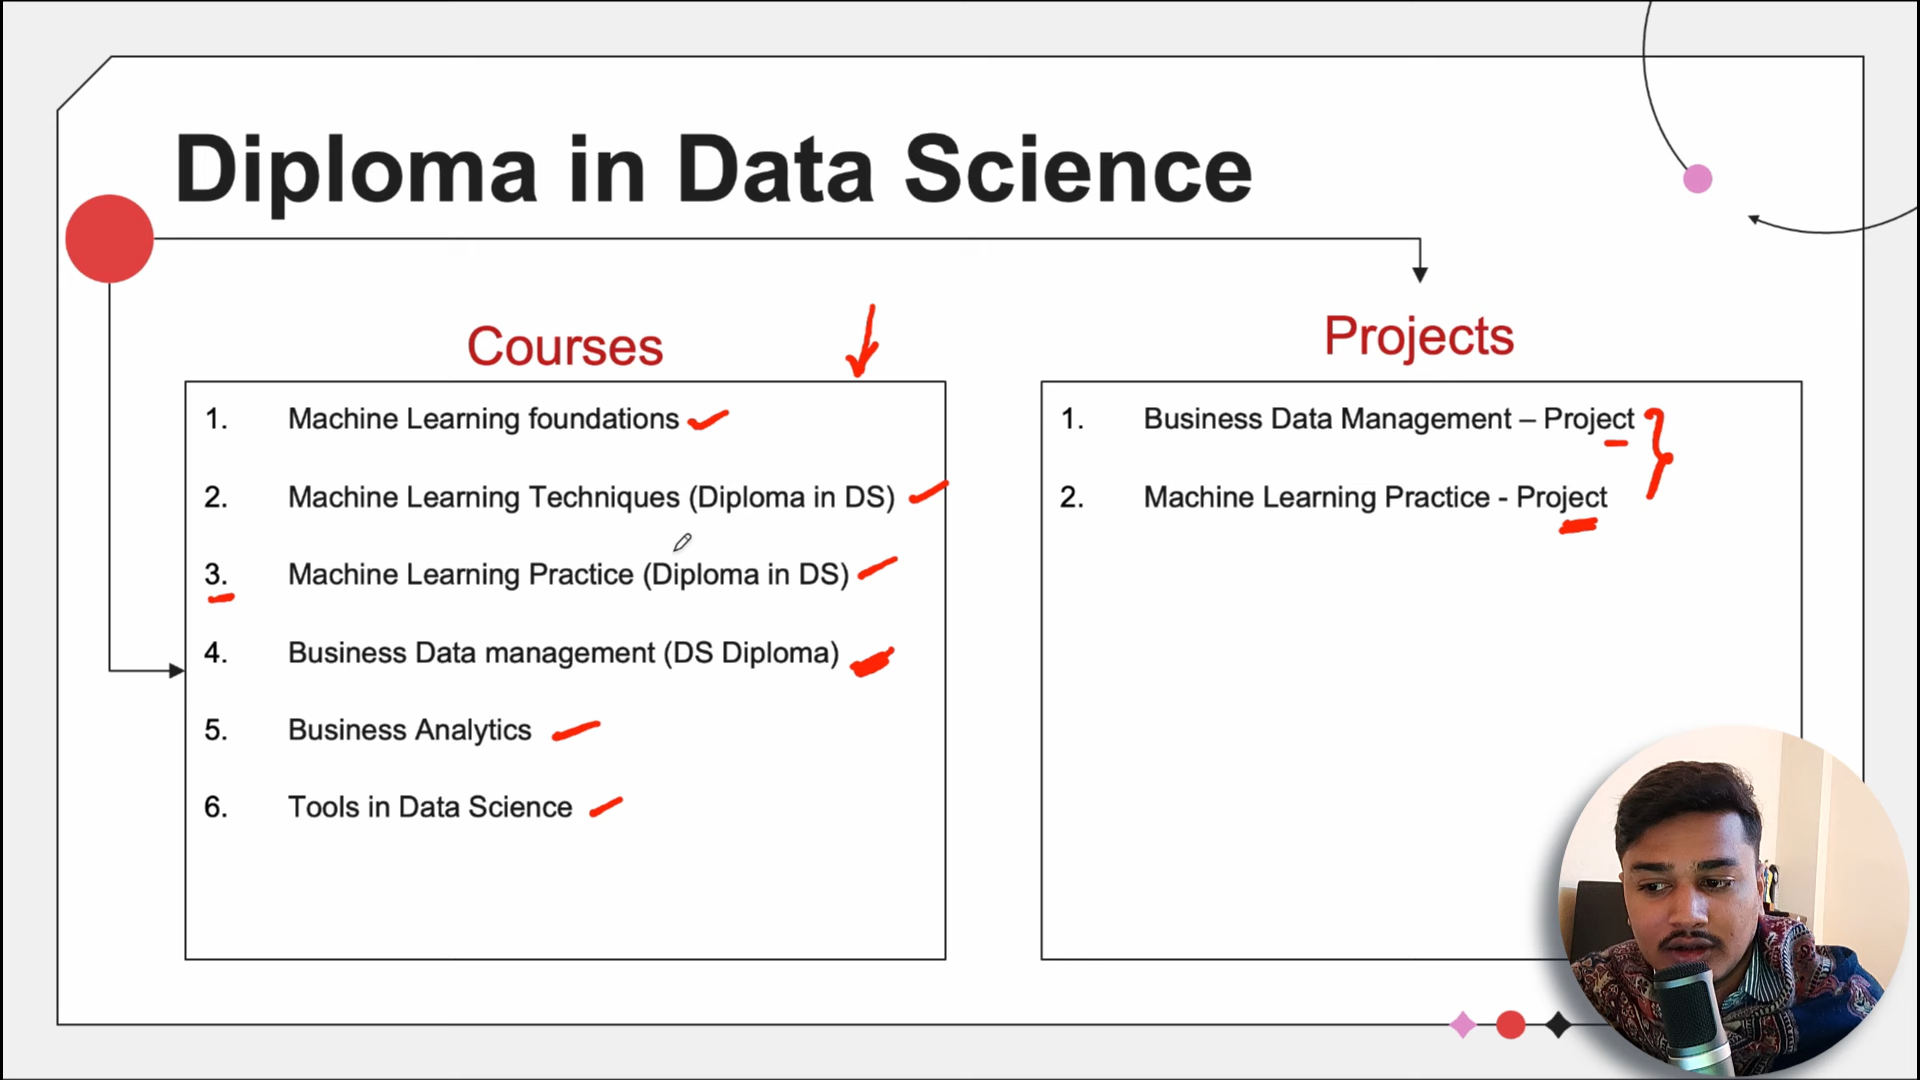 Diploma in Data Science
Courses
1. Machine Learning foundations
2. Machine Learning Techniques (Diploma in DS)
3. Machine Learning Practice (Diploma in DS)
4. Business Data management (DS Diploma)
5. Business Analytics
6. Tools in Data Science
Projects
1. Business Data Management – Project
2. Machine Learning Practice - Project